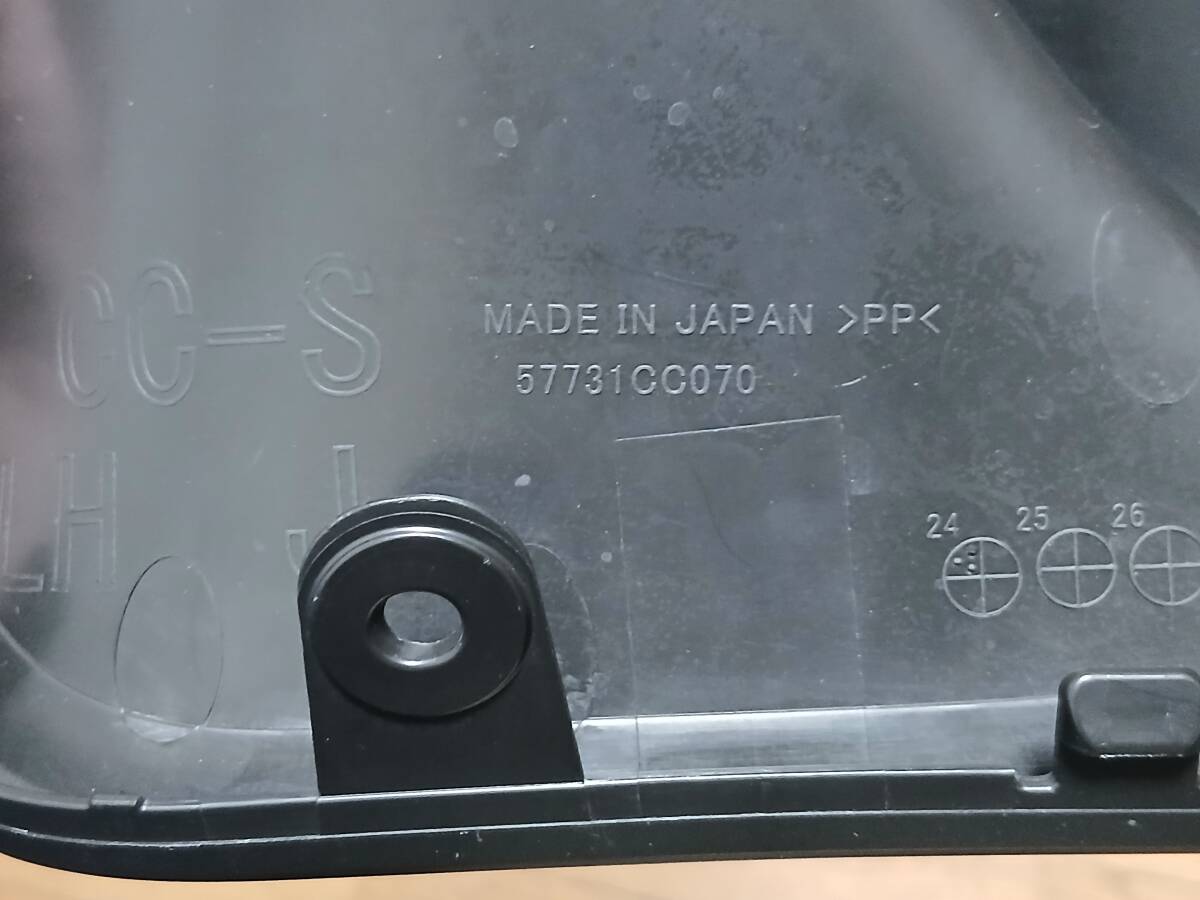 CC-S
MADE IN JAPAN >PP<
57731CC070
LH J
24 25 26